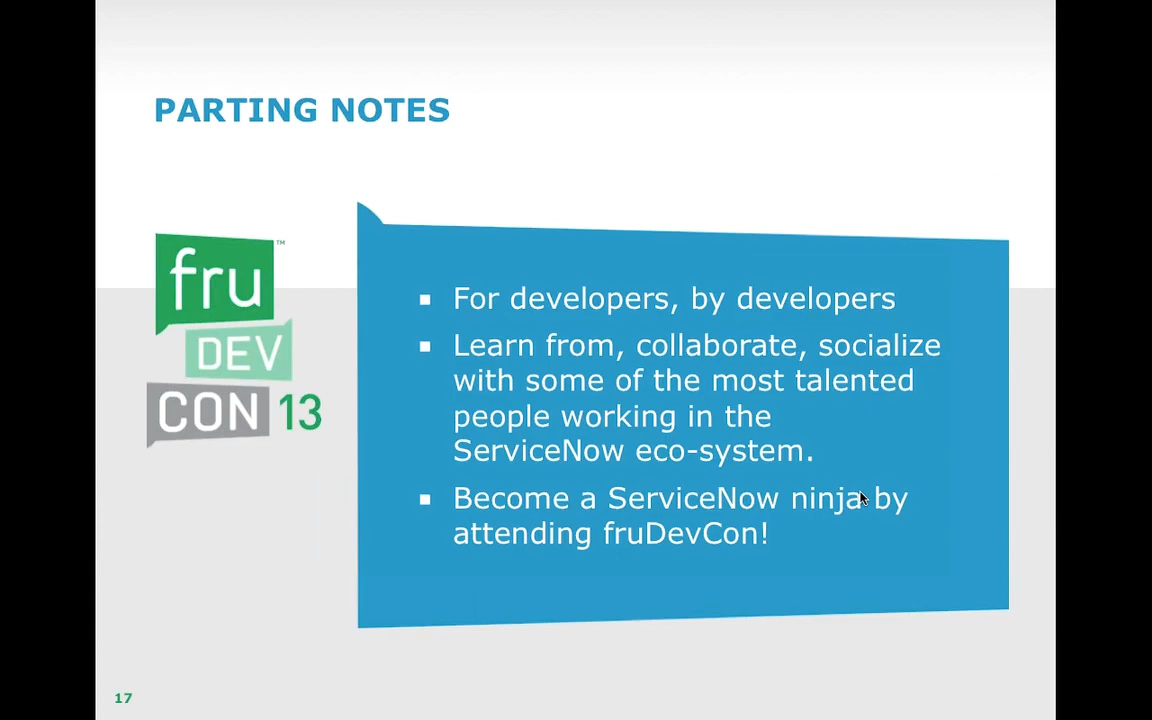 PARTING NOTES
fru™
DEV
CON 13
▪ For developers, by developers
▪ Learn from, collaborate, socialize
with some of the most talented
people working in the
ServiceNow eco-system.
▪ Become a ServiceNow ninja by
attending fruDevCon!
17